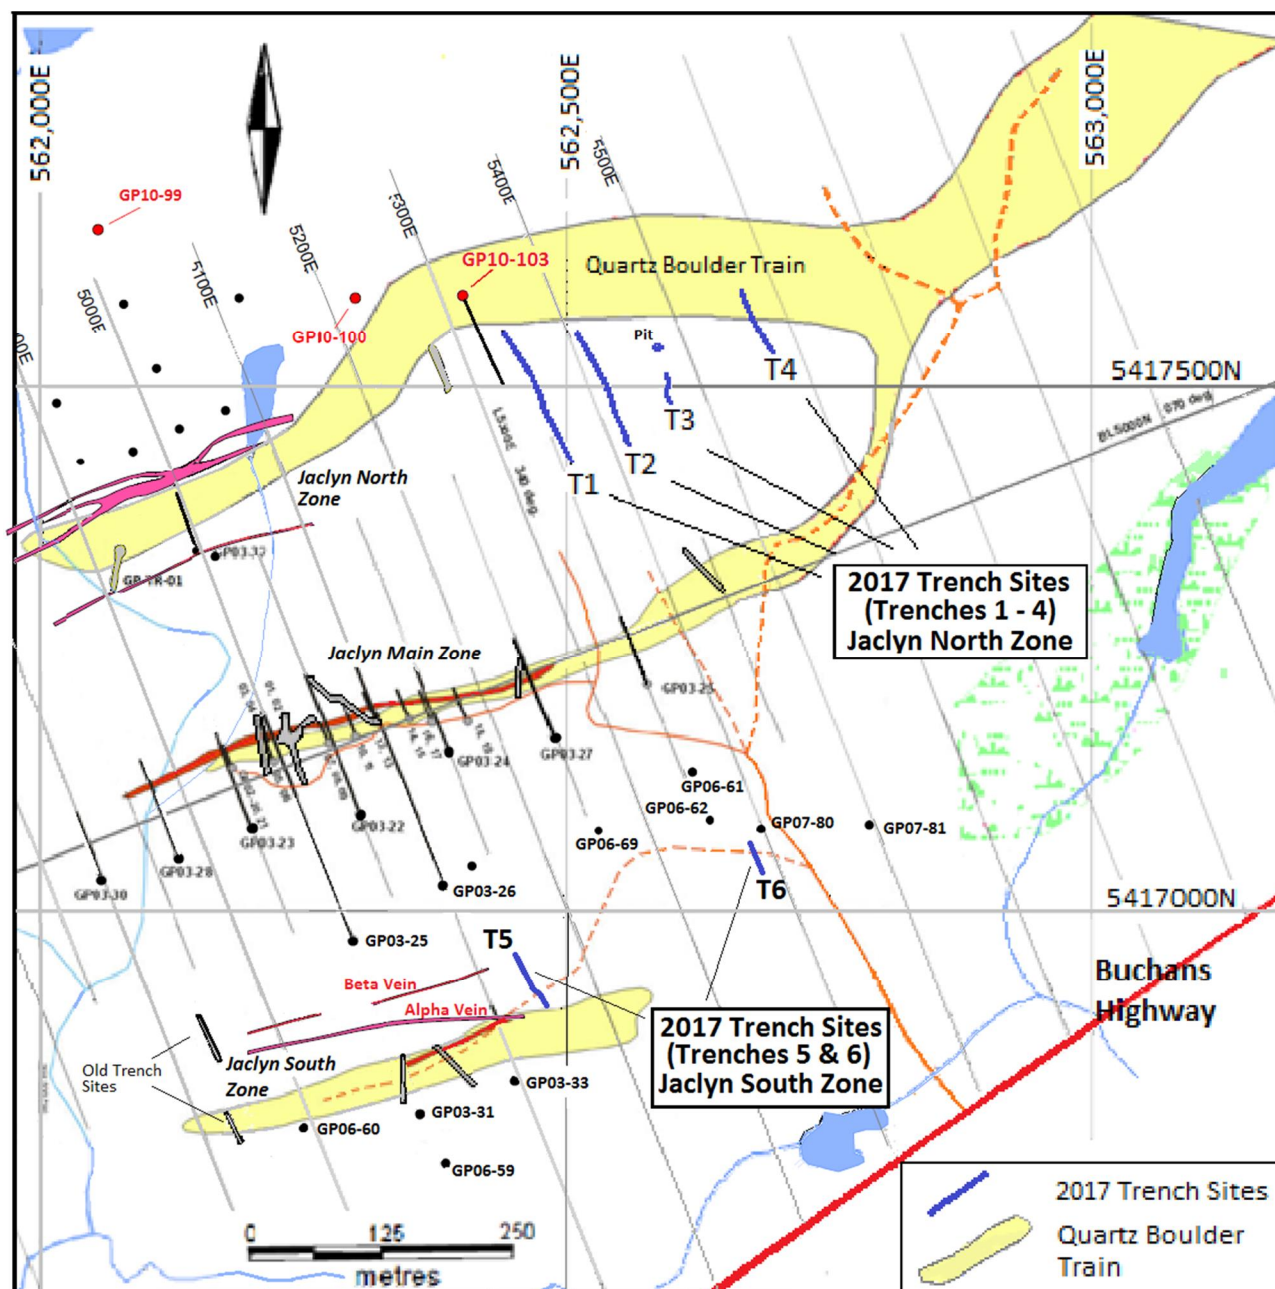 562,000E
562,500E
563,000E
5500E
5400E
5300E
5200E
5100E
5000E
00E
GP10-99
GP10-103
GP10-100
Quartz Boulder Train
Pit
T4
T3
T2
T1
5417500N
BL5000N 070 deg.
L5300E 340 deg.
Jaclyn North
Zone
GP-TR-01
2017 Trench Sites
(Trenches 1 - 4)
Jaclyn North Zone
Jaclyn Main Zone
GP03-24
GP03-27
GP06-61
GP06-62
GP06-69
GP07-80
GP07-81
GP03-22
GP03-23
GP03-28
GP03-30
GP03-26
GP03-25
T6
5417000N
T5
Beta Vein
Alpha Vein
Buchans
Highway
2017 Trench Sites
(Trenches 5 & 6)
Jaclyn South Zone
Old Trench
Sites
Jaclyn South
Zone
GP03-33
GP03-31
GP06-60
GP06-59
0 125 250
metres
2017 Trench Sites
Quartz Boulder
Train